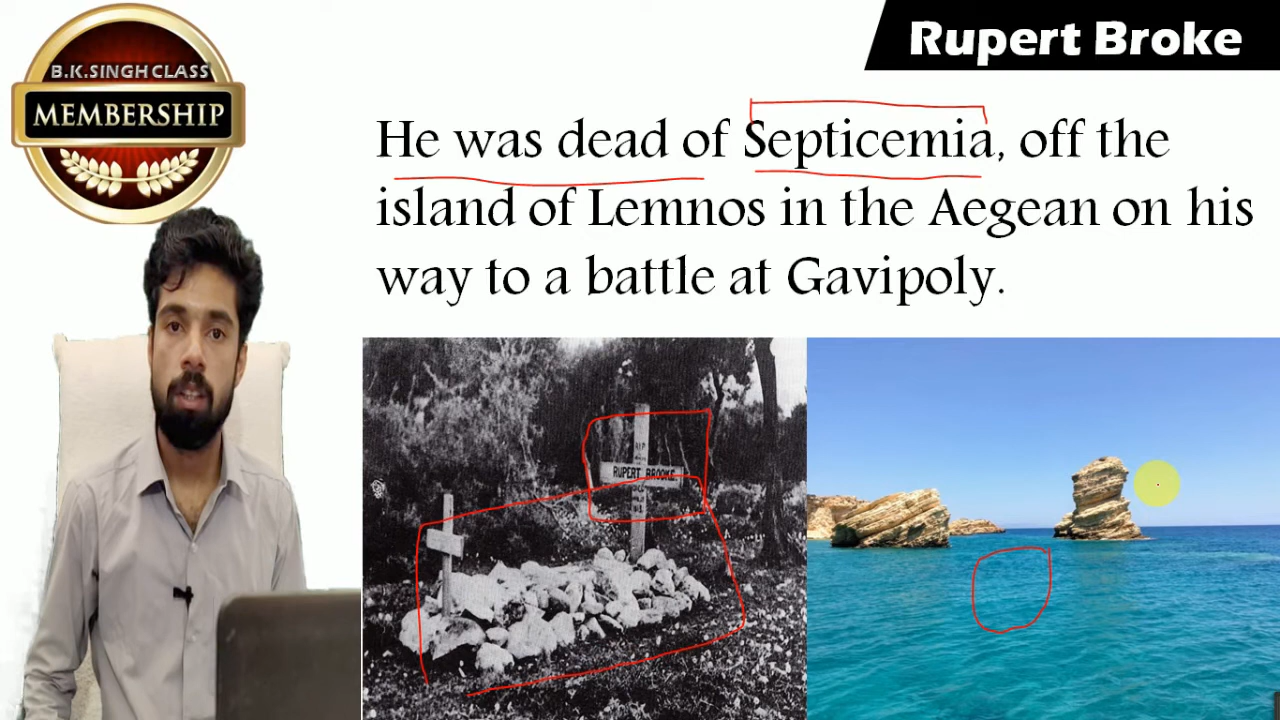 B.K.SINGH CLASS
MEMBERSHIP
Rupert Broke
He was dead of Septicemia, off the
island of Lemnos in the Aegean on his
way to a battle at Gavipoly.
RUPERT BROOKE